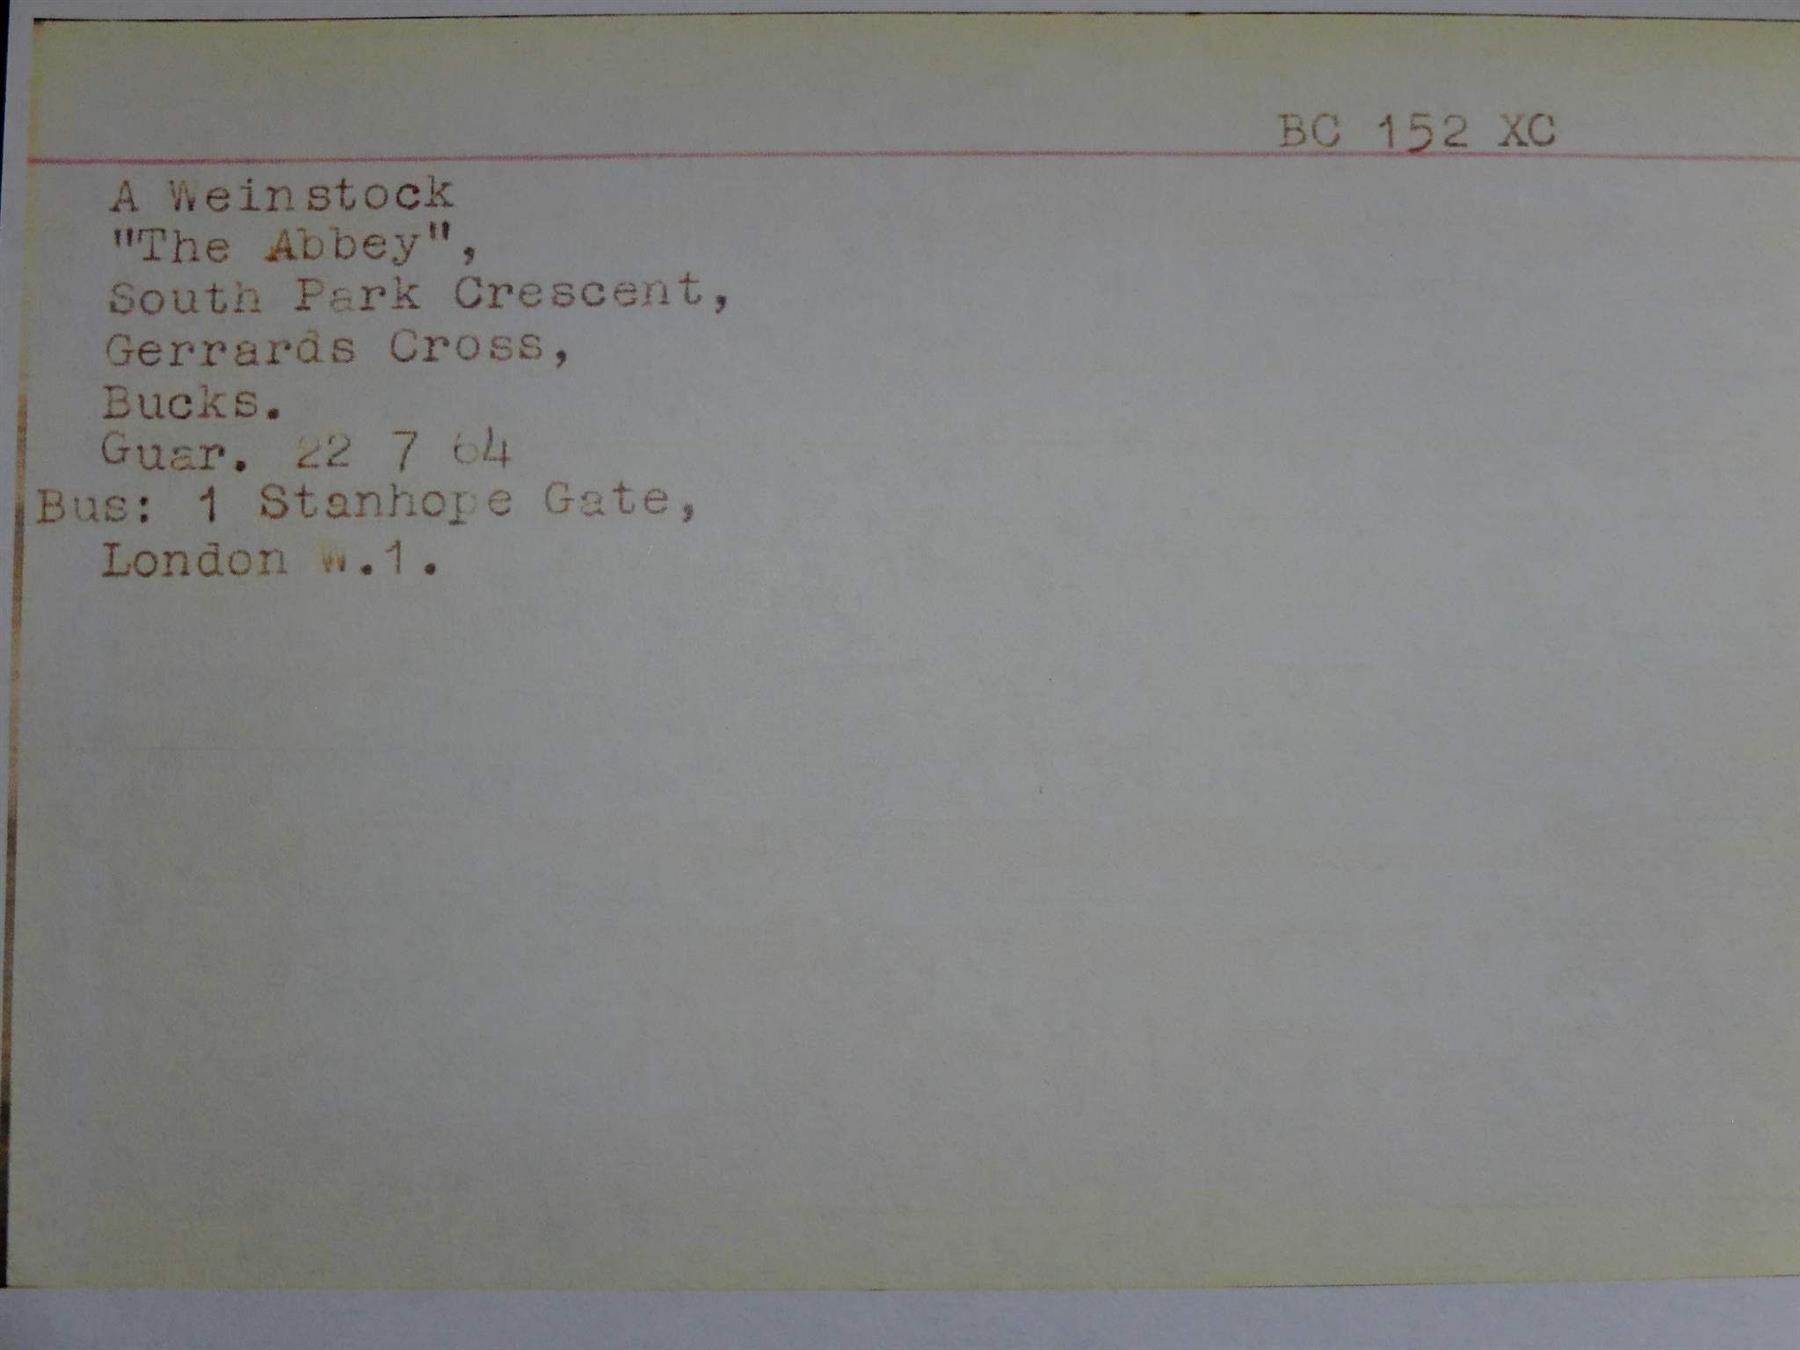 BC 152 XC
A Weinstock
"The Abbey",
South Park Crescent,
Gerrards Cross,
Bucks.
Guar. 22 7 64
Bus: 1 Stanhope Gate,
London W.1.